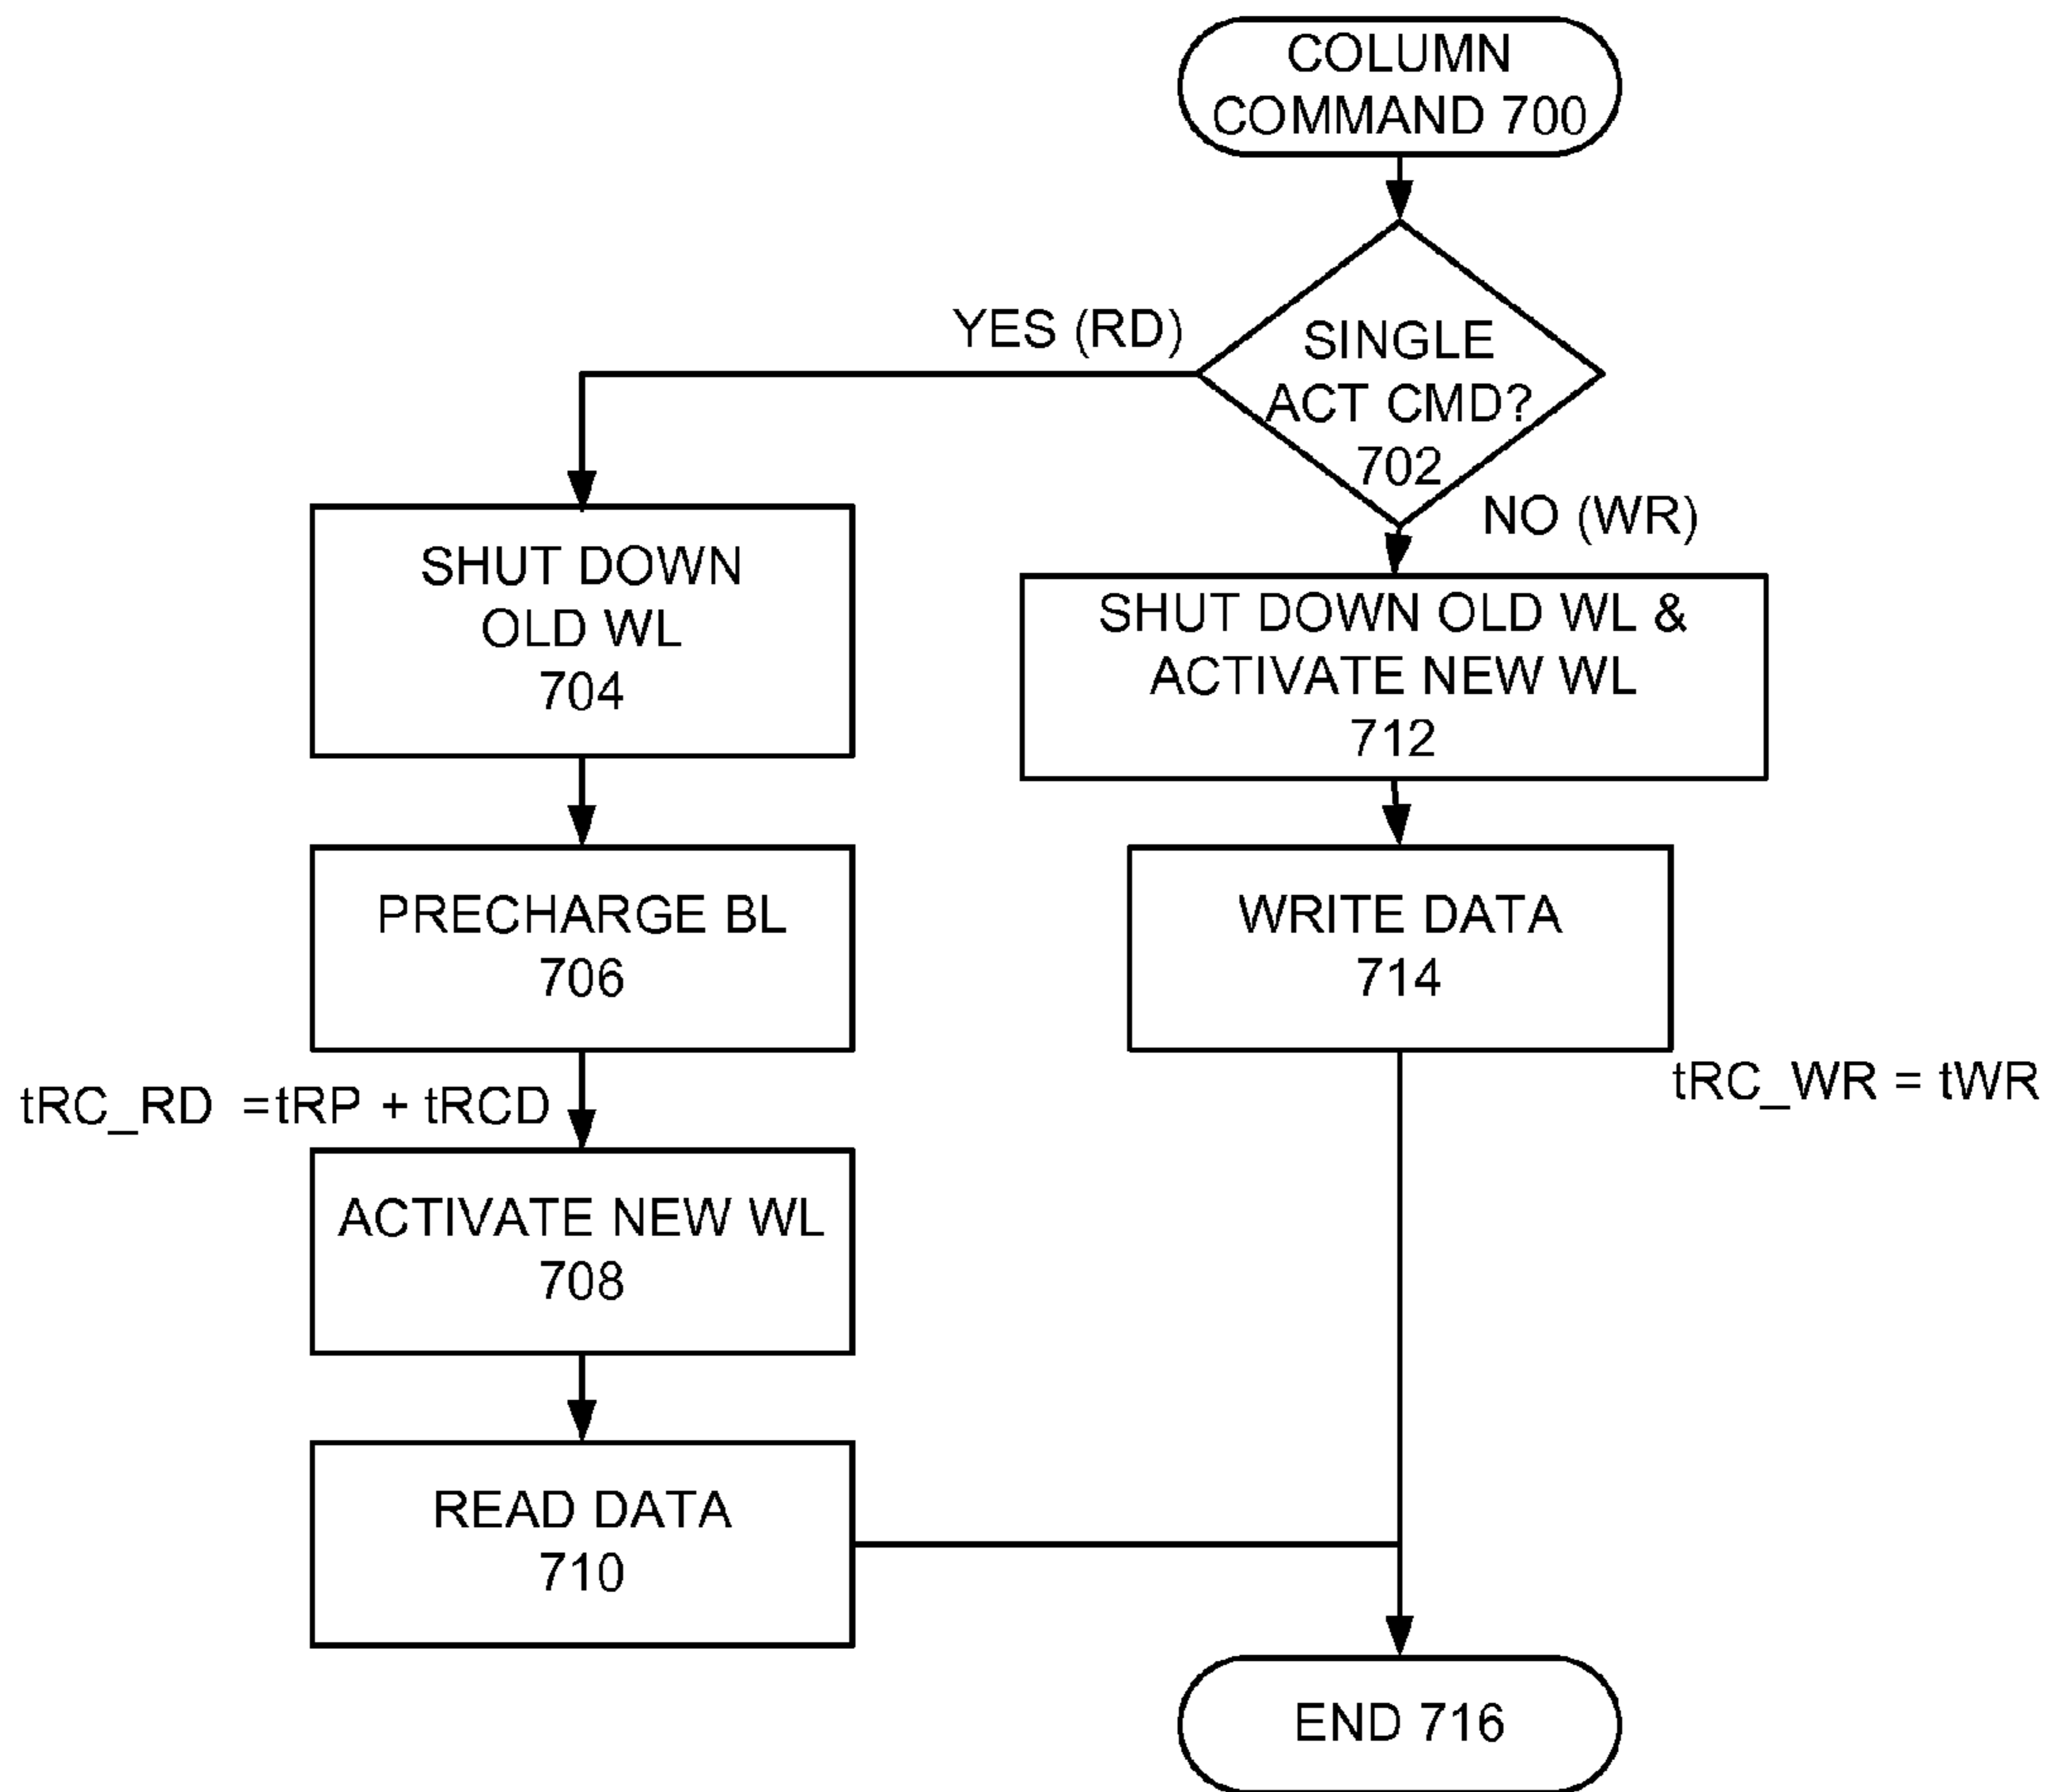 COLUMN
COMMAND 700
SINGLE
ACT CMD?
702
YES (RD)
NO (WR)
SHUT DOWN
OLD WL
704
SHUT DOWN OLD WL &
ACTIVATE NEW WL
712
PRECHARGE BL
706
WRITE DATA
714
tRC_RD =tRP + tRCD
tRC_WR = tWR
ACTIVATE NEW WL
708
READ DATA
710
END 716